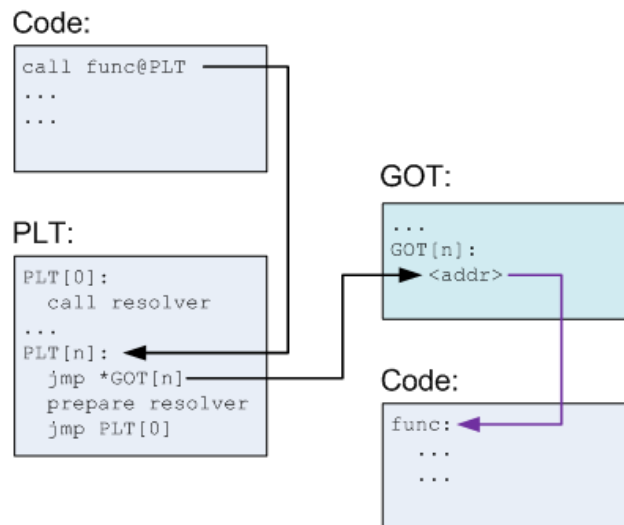 Code:
call func@PLT
...
...
PLT:
PLT[0]:
call resolver
...
PLT[n]:
jmp *GOT[n]
prepare resolver
jmp PLT[0]
GOT:
...
GOT[n]:
<addr>
Code:
func:
...
...